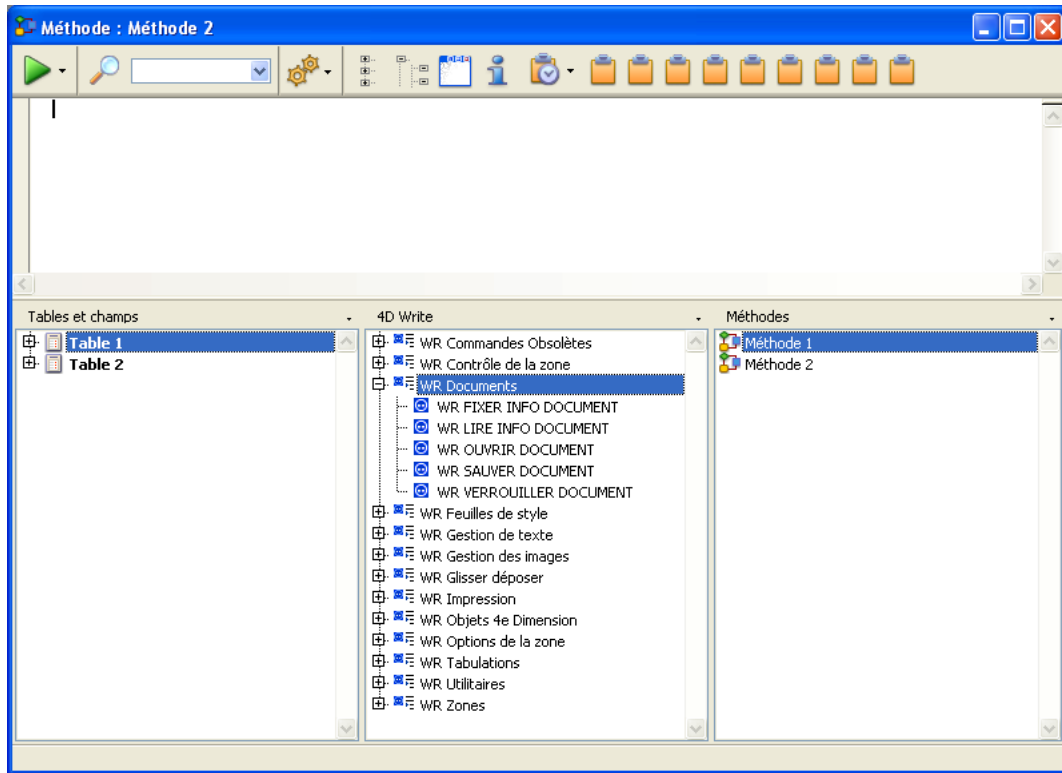 Méthode : Méthode 2
Tables et champs
Table 1
Table 2
4D Write
WR Commandes Obsolètes
WR Contrôle de la zone
WR Documents
WR FIXER INFO DOCUMENT
WR LIRE INFO DOCUMENT
WR OUVRIR DOCUMENT
WR SAUVER DOCUMENT
WR VERROUILLER DOCUMENT
WR Feuilles de style
WR Gestion de texte
WR Gestion des images
WR Glisser déposer
WR Impression
WR Objets 4e Dimension
WR Options de la zone
WR Tabulations
WR Utilitaires
WR Zones
Méthodes
Méthode 1
Méthode 2